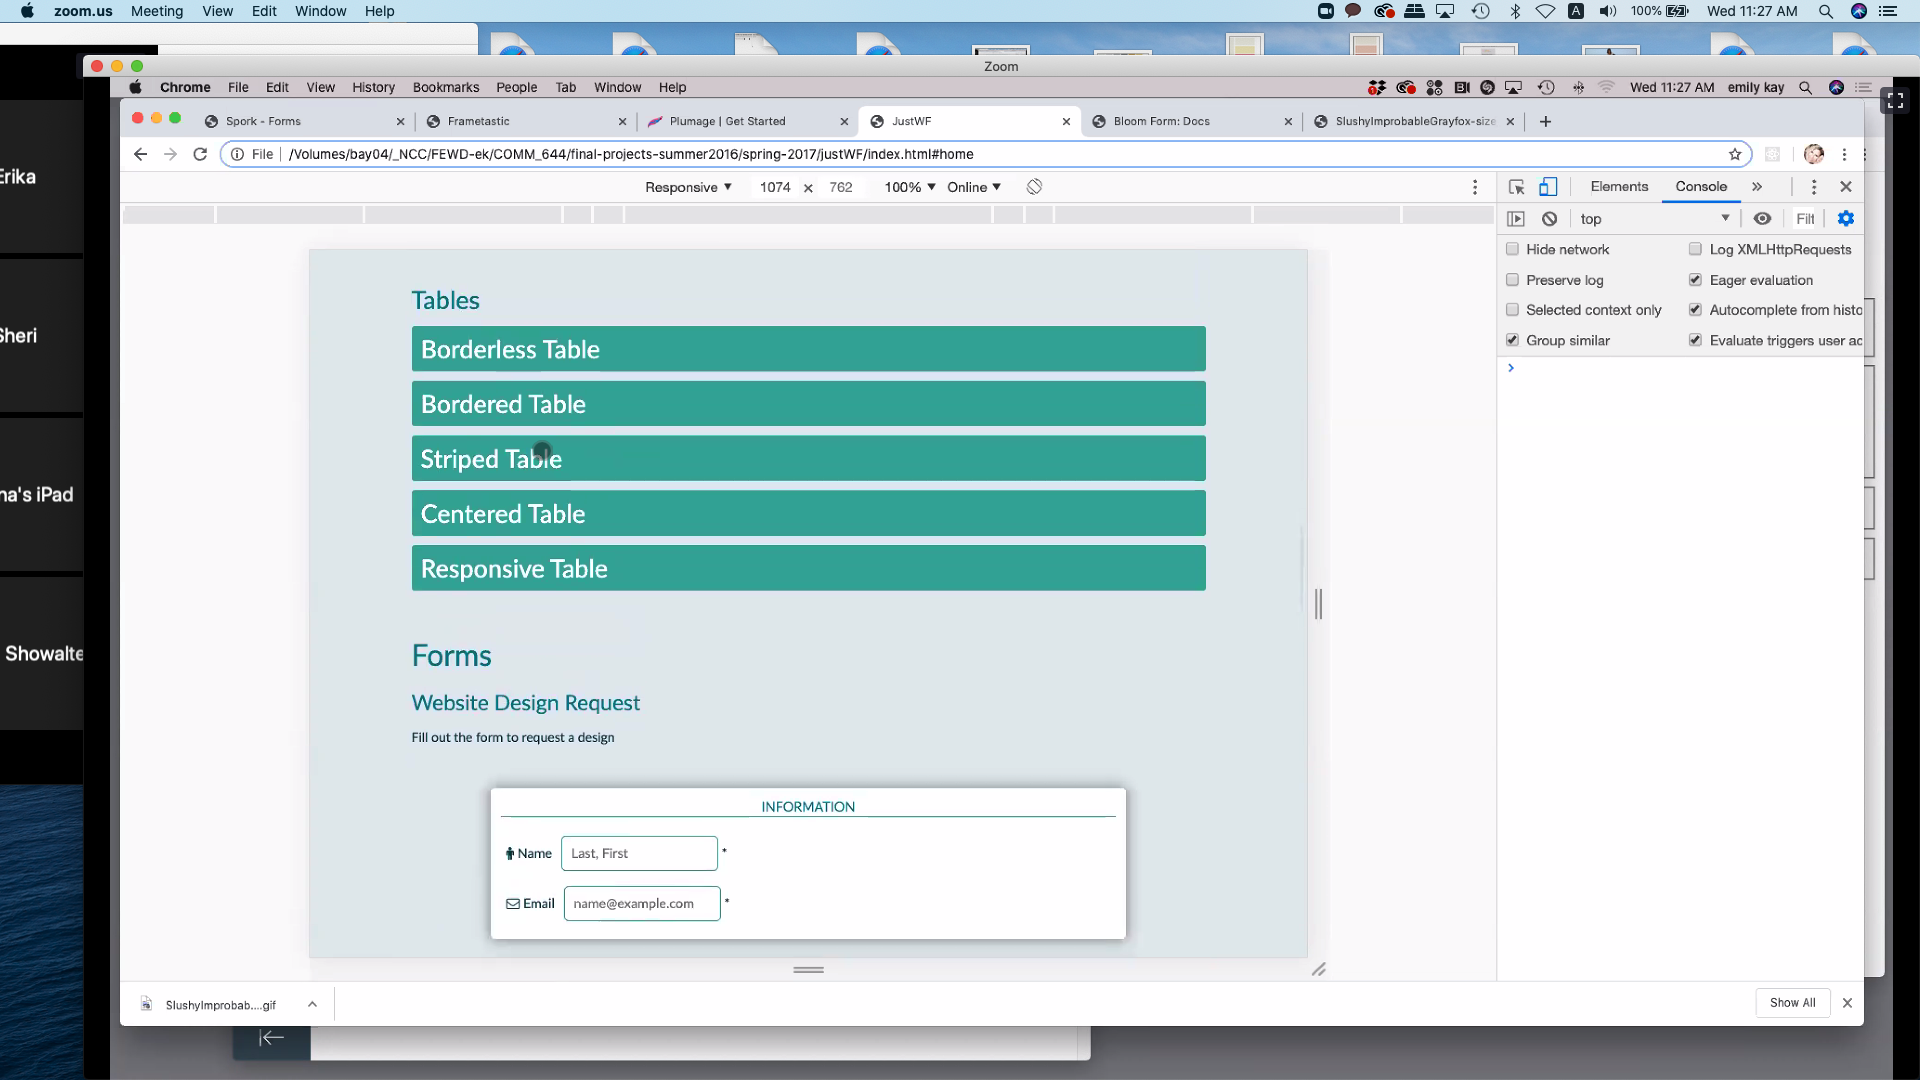 zoom.us Meeting View Edit Window Help
100% Wed 11:27 AM
Zoom
Chrome File Edit View History Bookmarks People Tab Window Help
Wed 11:27 AM emily kay
Spork - Forms
Frametastic
Plumage | Get Started
JustWF
Bloom Form: Docs
SlushyImprobableGrayfox-size
File /Volumes/bay04/_NCC/FEWD-ek/COMM_644/final-projects-summer2016/spring-2017/justWF/index.html#home
Responsive 1074 × 762 100% Online
Elements Console
top Filt
Hide network Log XMLHttpRequests
Preserve log Eager evaluation
Selected context only Autocomplete from histo
Group similar Evaluate triggers user ac
Erika
Sheri
na's iPad
Showalte
Tables
Borderless Table
Bordered Table
Striped Table
Centered Table
Responsive Table
Forms
Website Design Request
Fill out the form to request a design
INFORMATION
Name Last, First *
Email name@example.com *
SlushyImprobab....gif
Show All